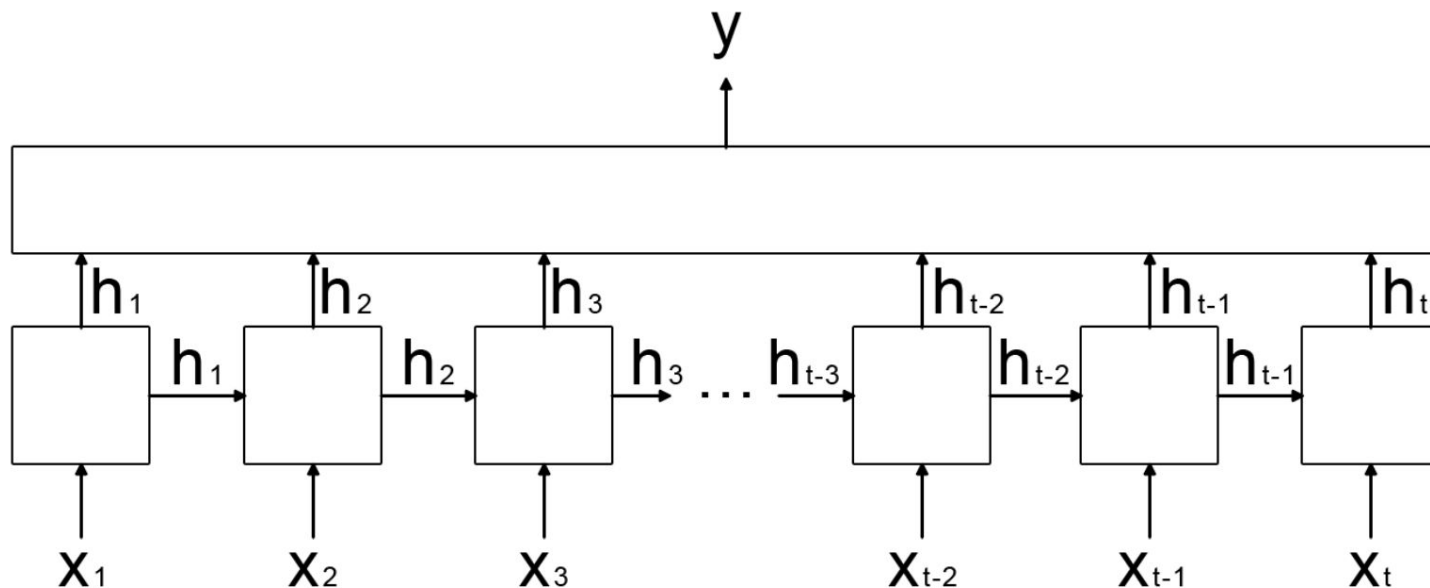 y
h₁ h₂ h₃ hₜ₋₂ hₜ₋₁ hₜ
h₁ h₂ h₃ ... hₜ₋₃ hₜ₋₂ hₜ₋₁
x₁ x₂ x₃ xₜ₋₂ xₜ₋₁ xₜ